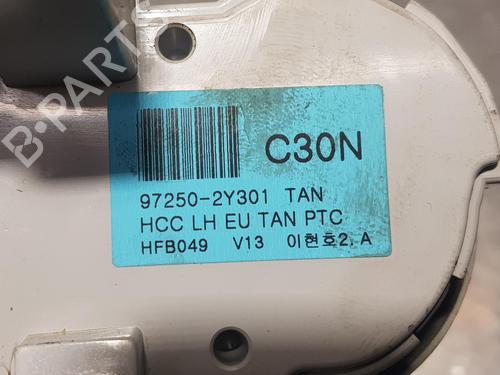 C30N
97250-2Y301 TAN
HCC LH EU TAN PTC
HFB049 V13 이현호2.A
B-PARTS